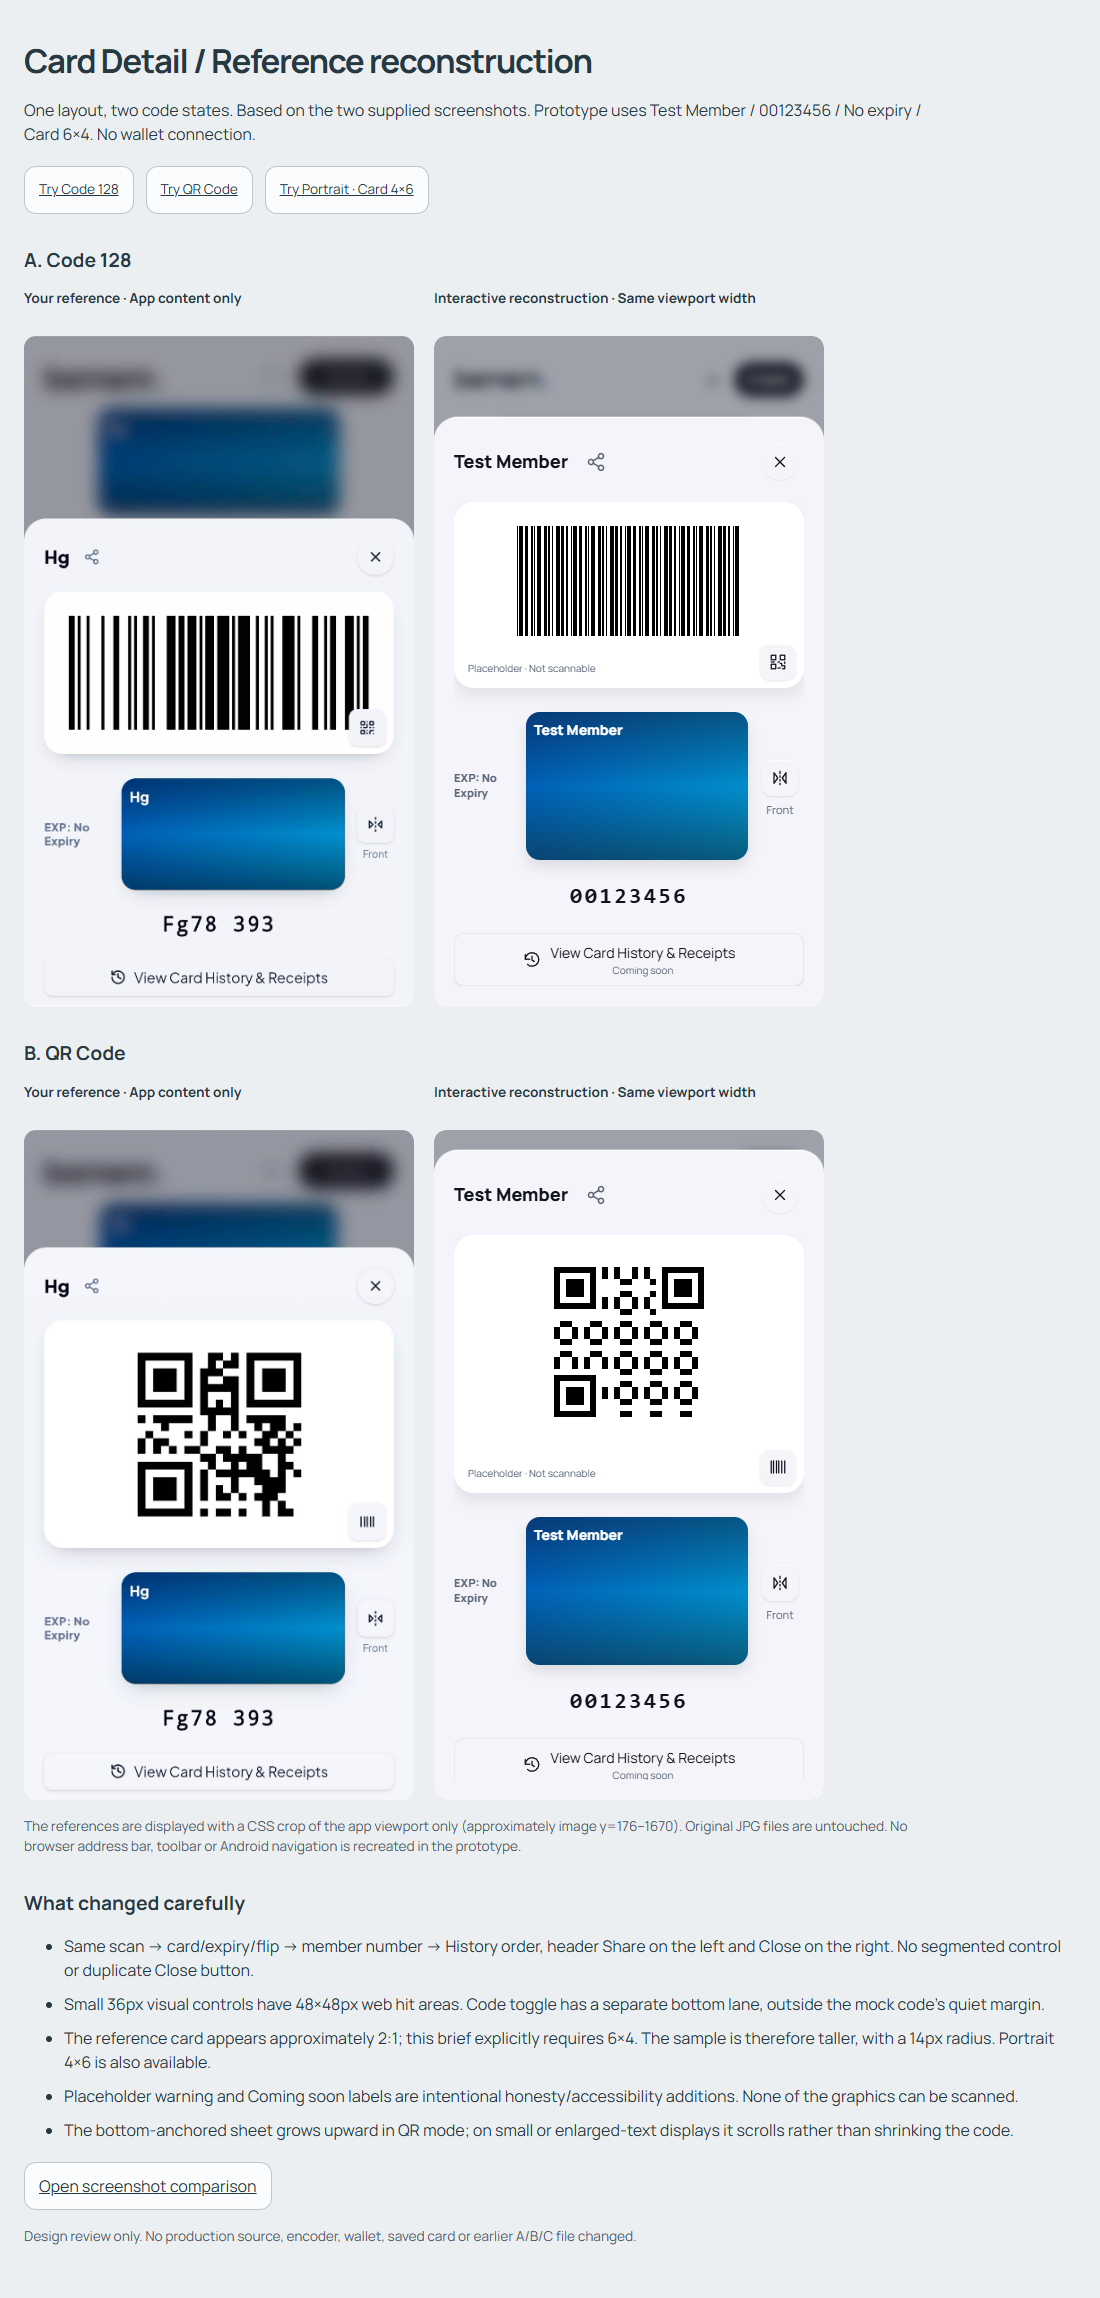 Card Detail / Reference reconstruction
One layout, two code states. Based on the two supplied screenshots. Prototype uses Test Member / 00123456 / No expiry /
Card 6×4. No wallet connection.
Try Code 128
Try QR Code
Try Portrait · Card 4×6
A. Code 128
Your reference · App content only
Interactive reconstruction · Same viewport width
Hg
EXP: No
Expiry
Hg
Front
Fg78 393
View Card History & Receipts
Test Member
Placeholder · Not scannable
EXP: No
Expiry
Test Member
Front
00123456
View Card History & Receipts
Coming soon
B. QR Code
Your reference · App content only
Interactive reconstruction · Same viewport width
Hg
EXP: No
Expiry
Hg
Front
Fg78 393
View Card History & Receipts
Test Member
Placeholder · Not scannable
EXP: No
Expiry
Test Member
Front
00123456
View Card History & Receipts
Coming soon
The references are displayed with a CSS crop of the app viewport only (approximately image y=176–1670). Original JPG files are untouched. No
browser address bar, toolbar or Android navigation is recreated in the prototype.
What changed carefully
• Same scan → card/expiry/flip → member number → History order, header Share on the left and Close on the right. No segmented control
or duplicate Close button.
• Small 36px visual controls have 48×48px web hit areas. Code toggle has a separate bottom lane, outside the mock code's quiet margin.
• The reference card appears approximately 2:1; this brief explicitly requires 6×4. The sample is therefore taller, with a 14px radius. Portrait
4×6 is also available.
• Placeholder warning and Coming soon labels are intentional honesty/accessibility additions. None of the graphics can be scanned.
• The bottom-anchored sheet grows upward in QR mode; on small or enlarged-text displays it scrolls rather than shrinking the code.
Open screenshot comparison
Design review only. No production source, encoder, wallet, saved card or earlier A/B/C file changed.